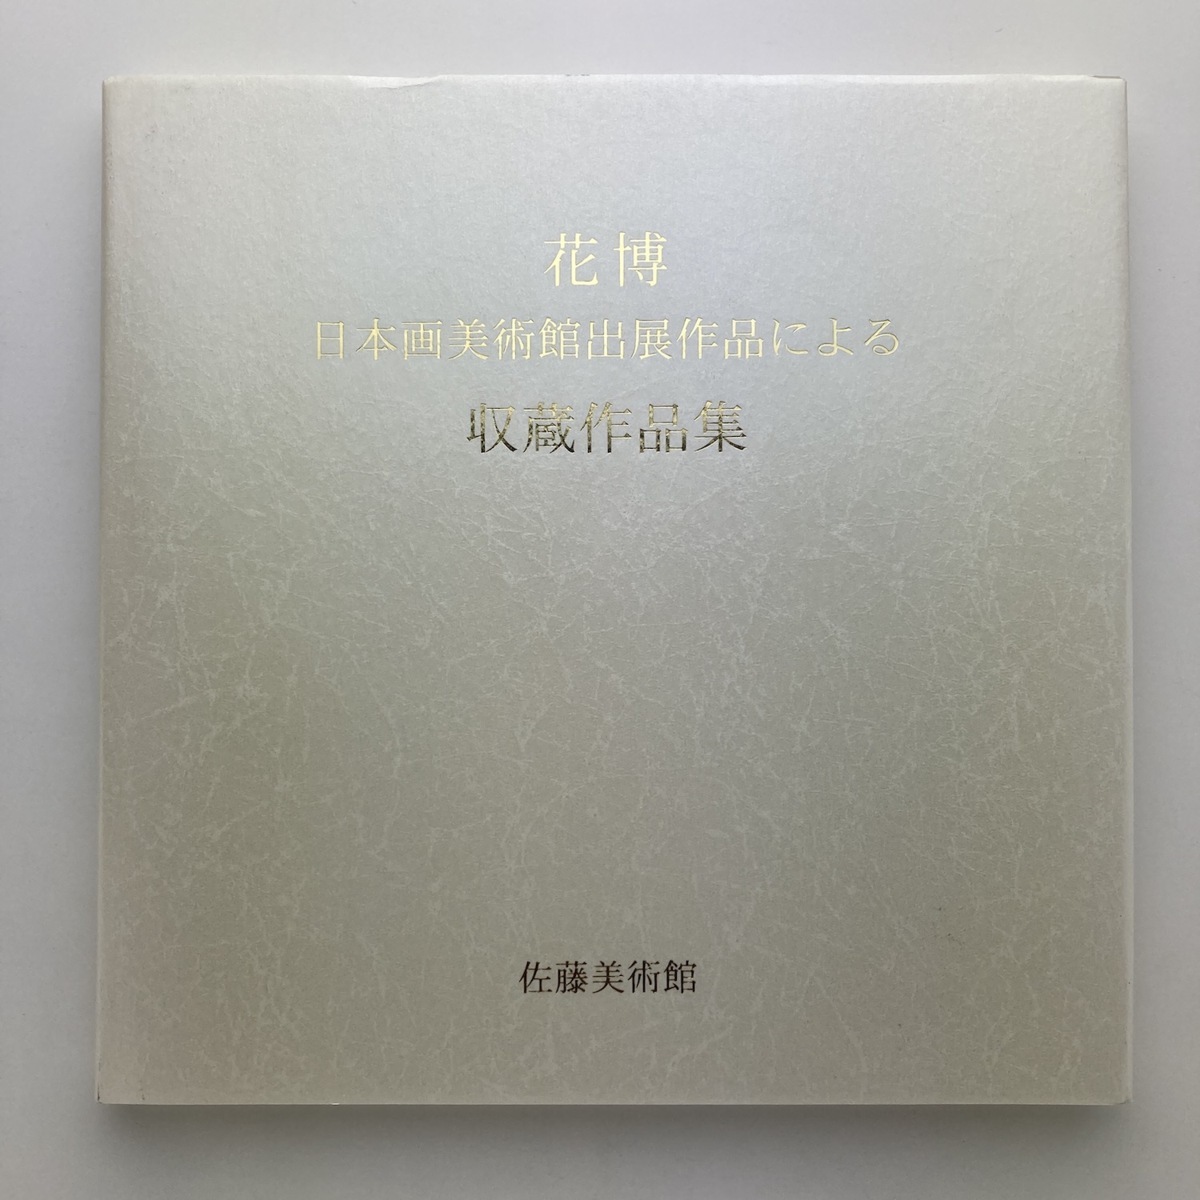 花博
日本画美術館出展作品による
収蔵作品集
佐藤美術館